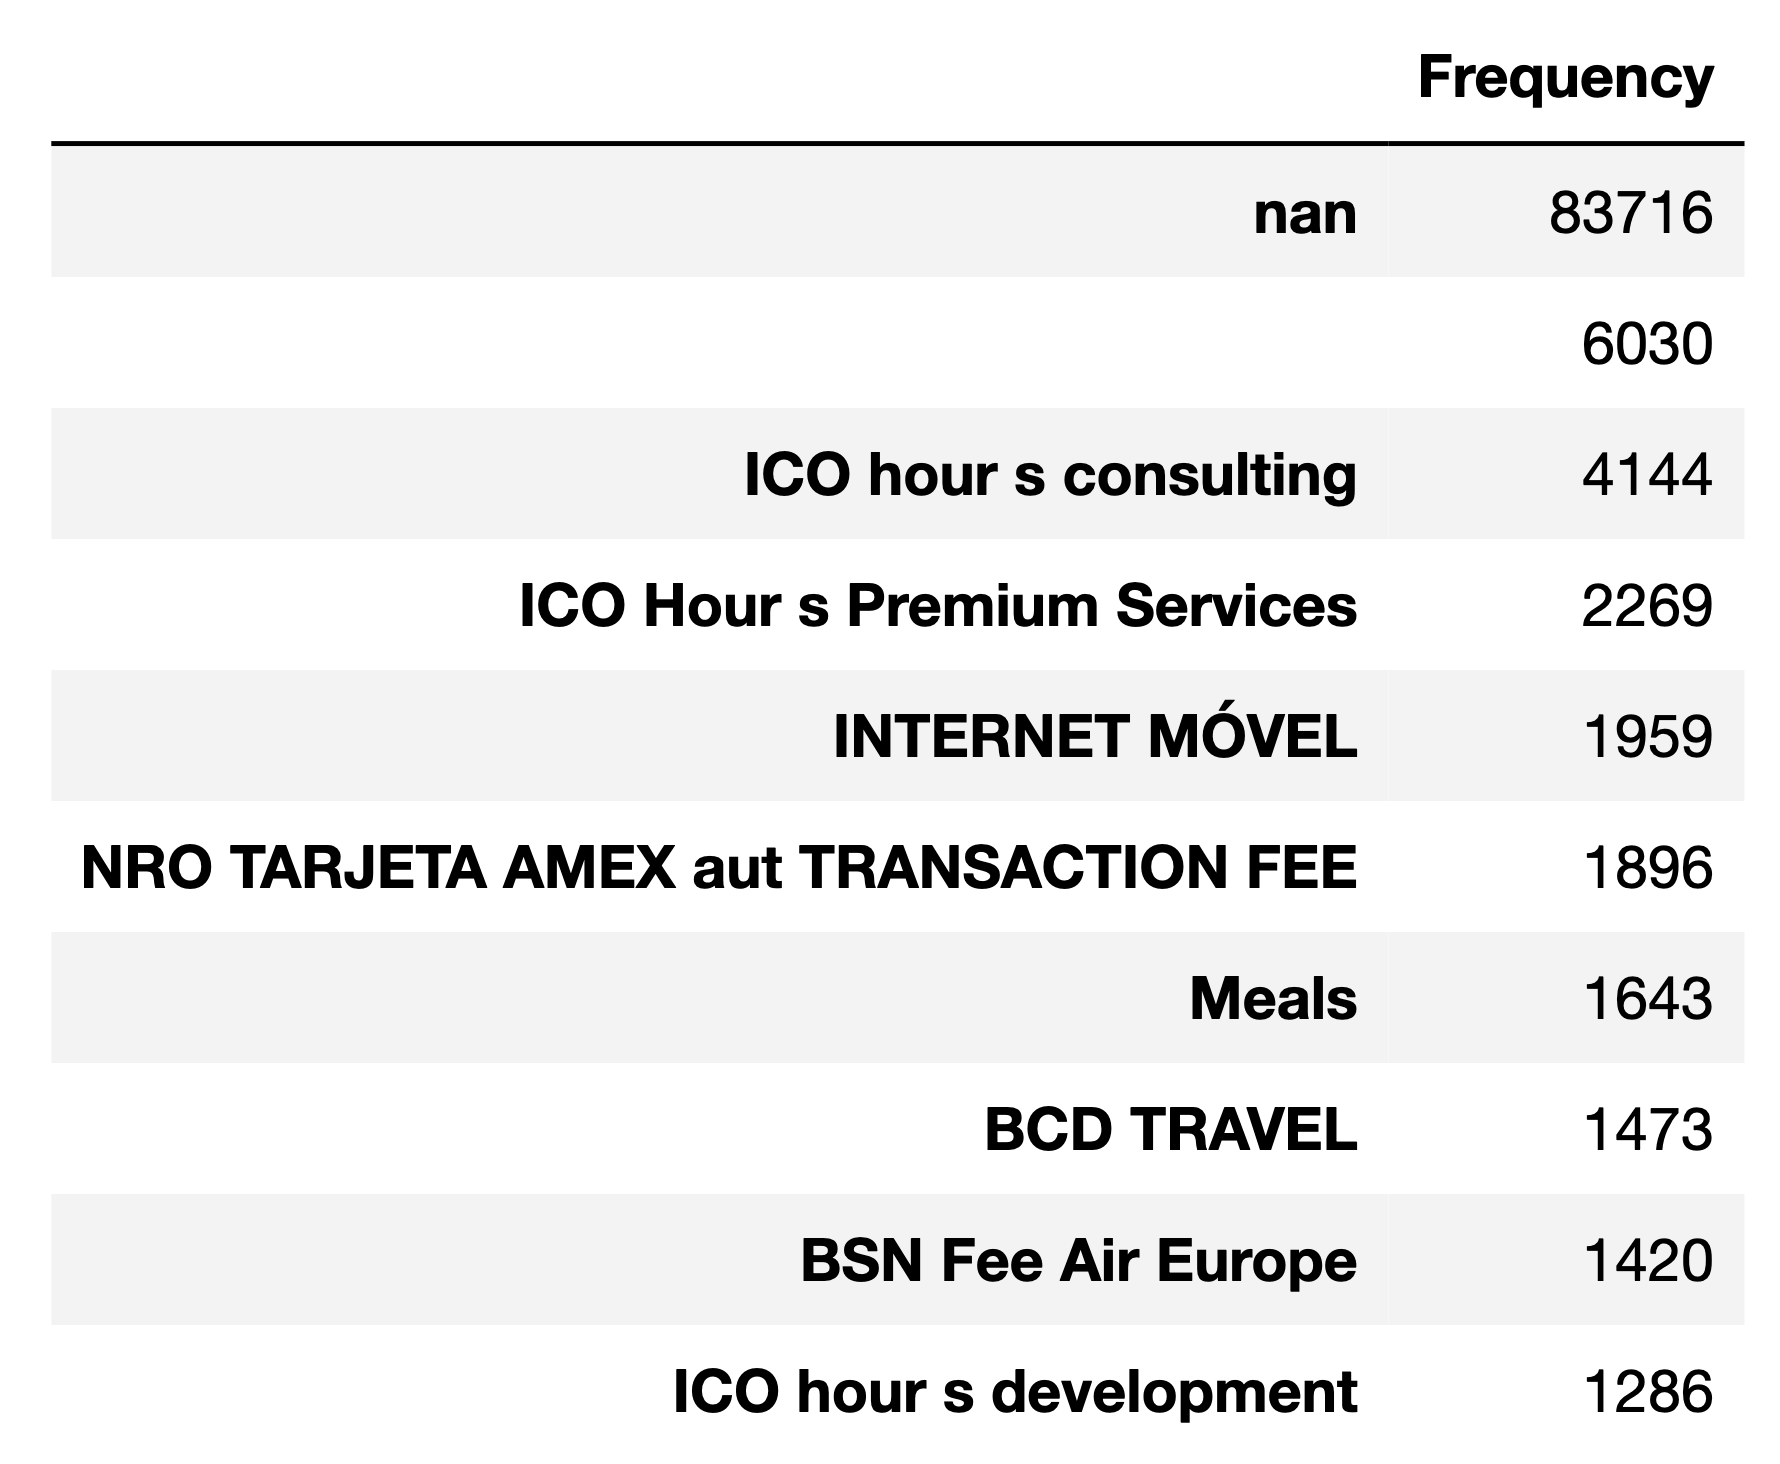 Frequency
nan 83716
6030
ICO hour s consulting 4144
ICO Hour s Premium Services 2269
INTERNET MÓVEL 1959
NRO TARJETA AMEX aut TRANSACTION FEE 1896
Meals 1643
BCD TRAVEL 1473
BSN Fee Air Europe 1420
ICO hour s development 1286